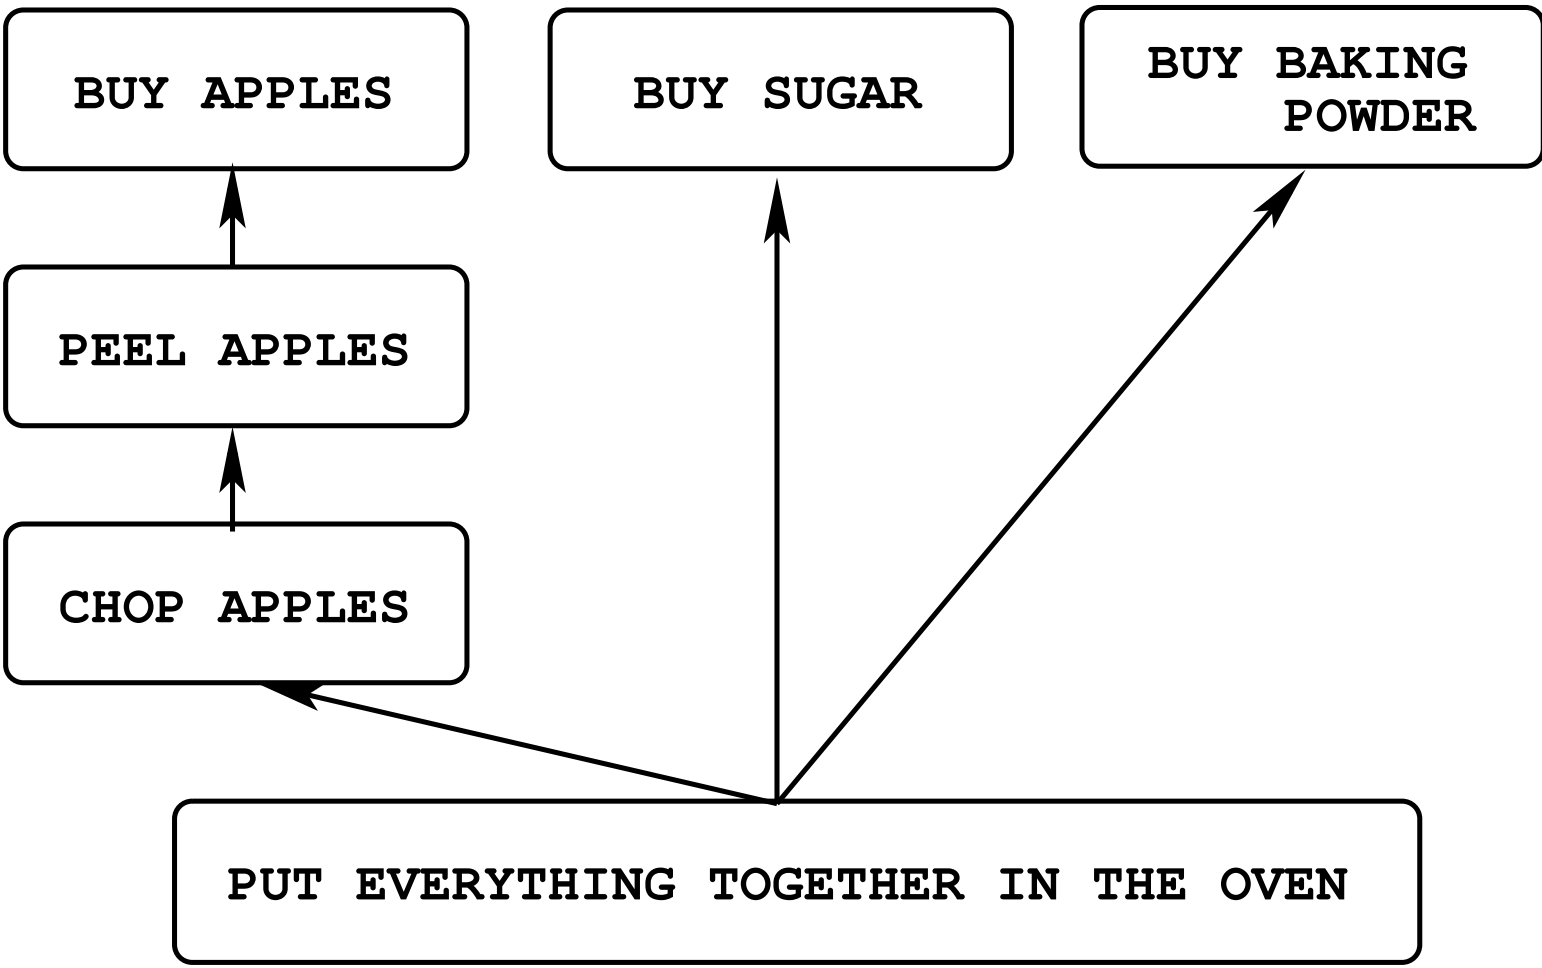 BUY APPLES
BUY SUGAR
BUY BAKING
POWDER
PEEL APPLES
CHOP APPLES
PUT EVERYTHING TOGETHER IN THE OVEN